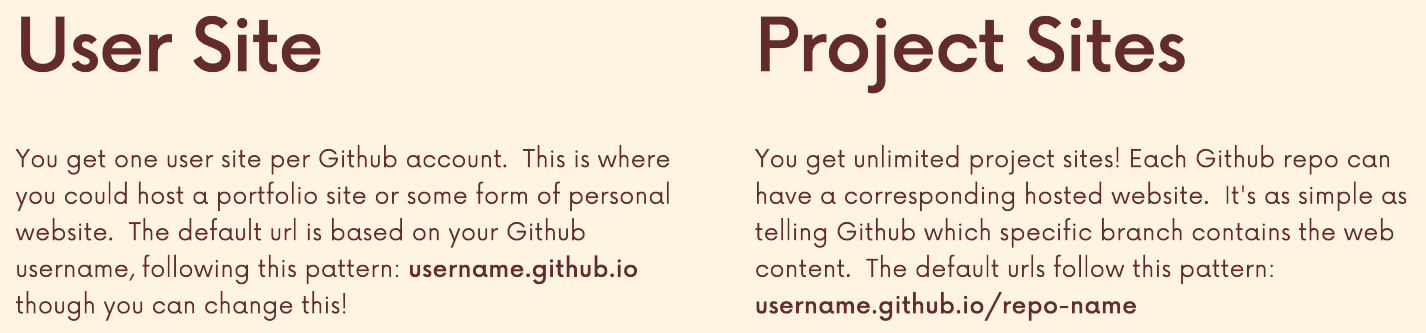 User Site
You get one user site per Github account.  This is where
you could host a portfolio site or some form of personal
website.  The default url is based on your Github
username, following this pattern: username.github.io
though you can change this!
Project Sites
You get unlimited project sites! Each Github repo can
have a corresponding hosted website.  It's as simple as
telling Github which specific branch contains the web
content.  The default urls follow this pattern:
username.github.io/repo-name